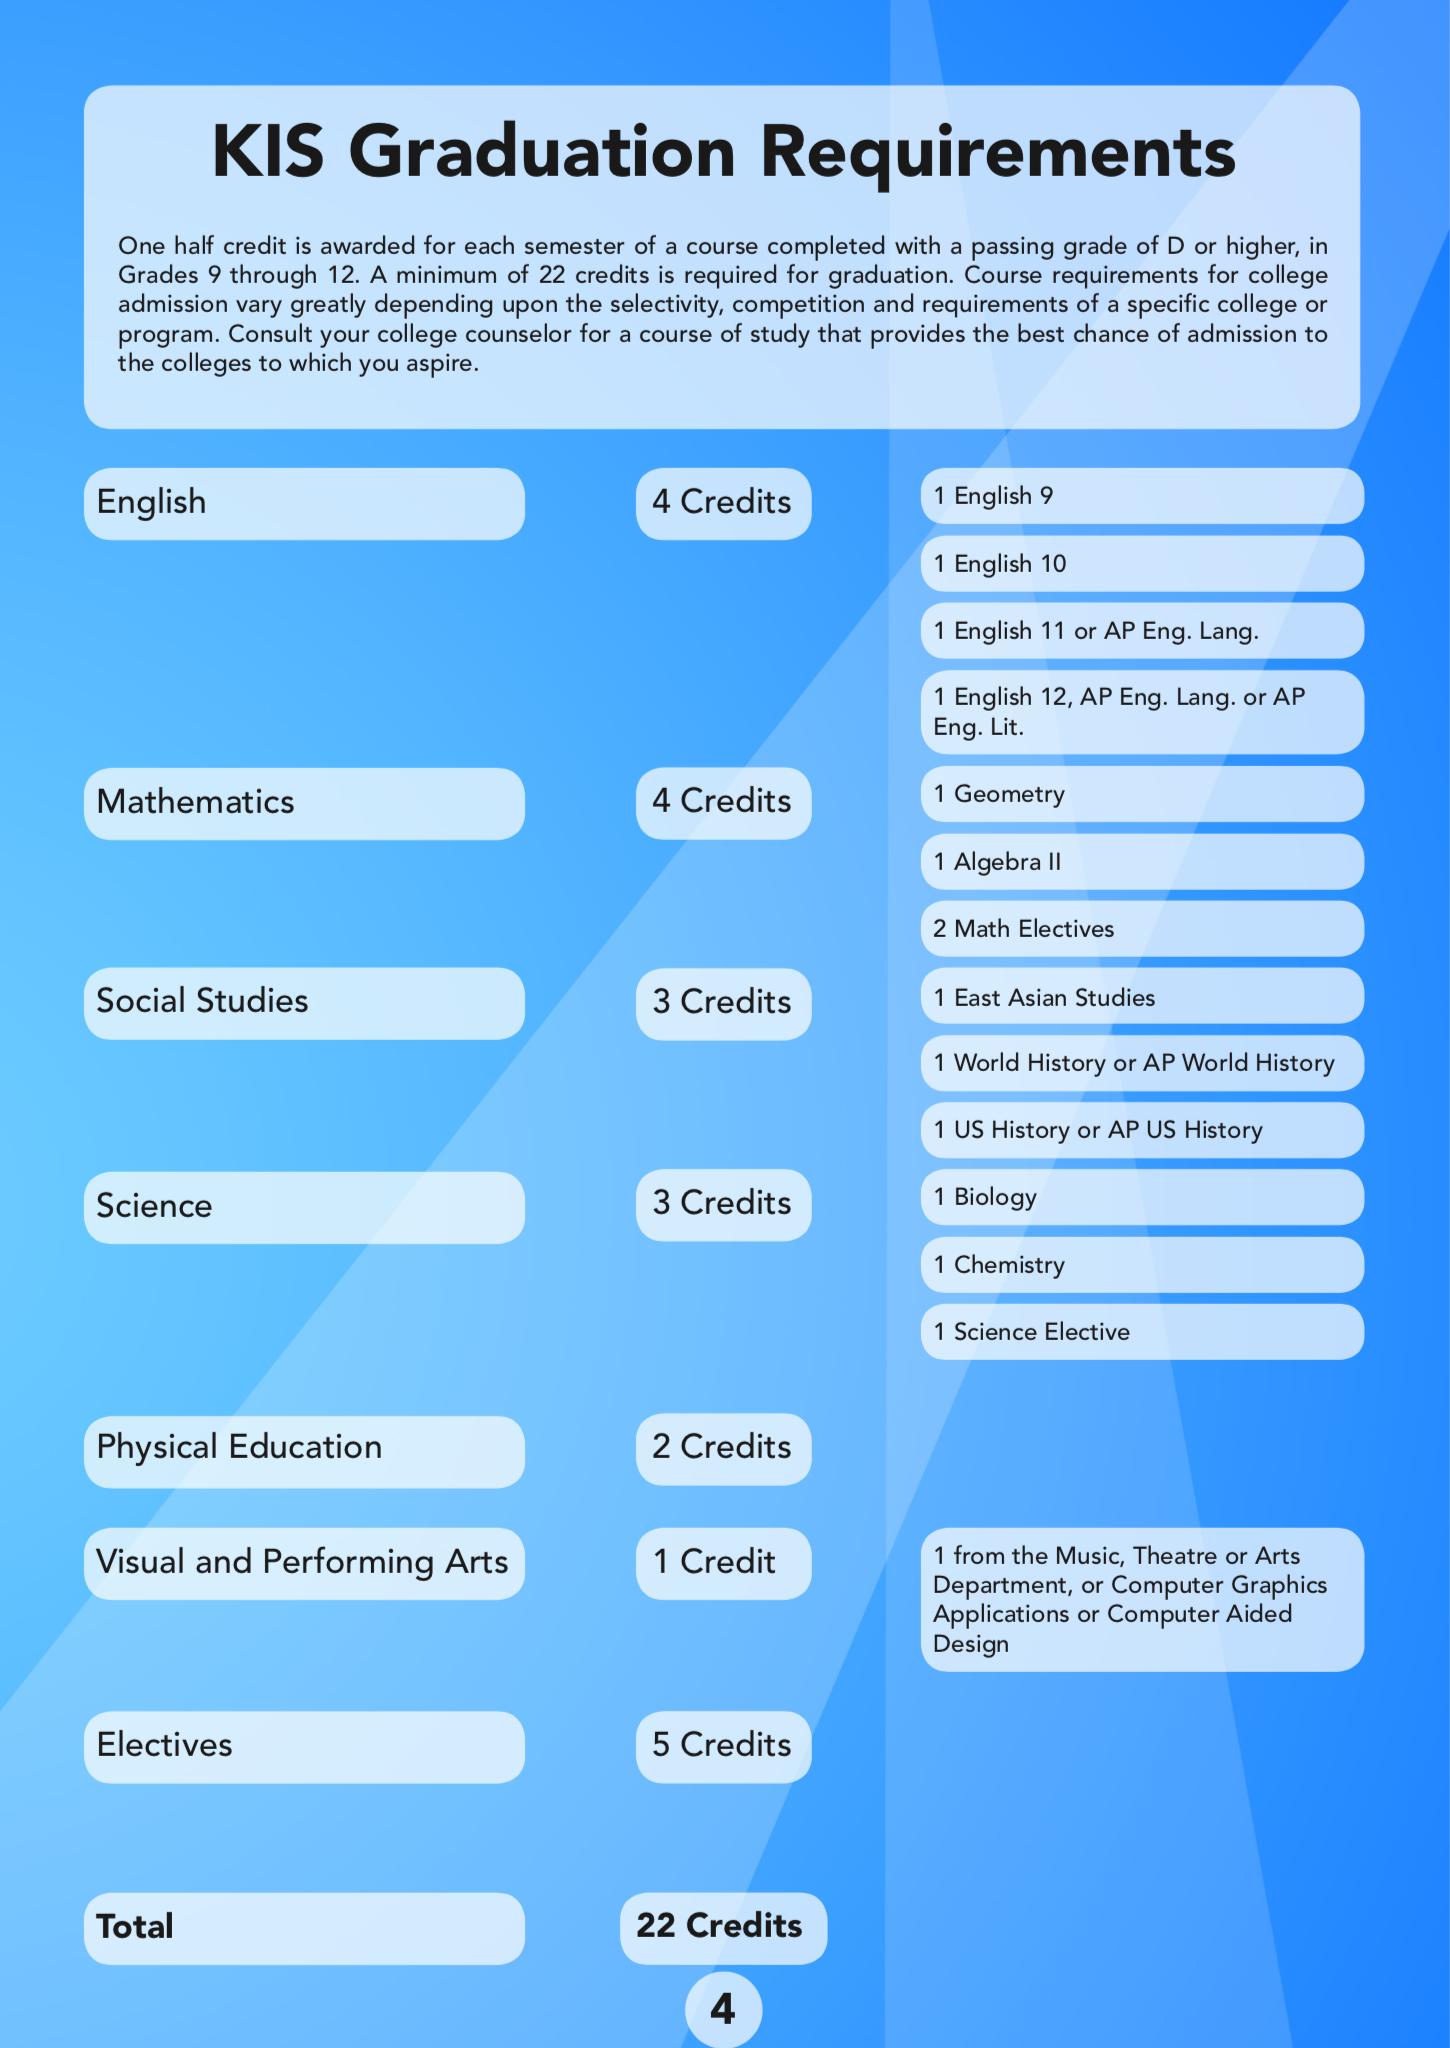 KIS Graduation Requirements
One half credit is awarded for each semester of a course completed with a passing grade of D or higher, in
Grades 9 through 12. A minimum of 22 credits is required for graduation. Course requirements for college
admission vary greatly depending upon the selectivity, competition and requirements of a specific college or
program. Consult your college counselor for a course of study that provides the best chance of admission to
the colleges to which you aspire.
English
4 Credits
1 English 9
1 English 10
1 English 11 or AP Eng. Lang.
1 English 12, AP Eng. Lang. or AP
Eng. Lit.
Mathematics
4 Credits
1 Geometry
1 Algebra II
2 Math Electives
Social Studies
3 Credits
1 East Asian Studies
1 World History or AP World History
1 US History or AP US History
Science
3 Credits
1 Biology
1 Chemistry
1 Science Elective
Physical Education
2 Credits
Visual and Performing Arts
1 Credit
1 from the Music, Theatre or Arts
Department, or Computer Graphics
Applications or Computer Aided
Design
Electives
5 Credits
Total
22 Credits
4